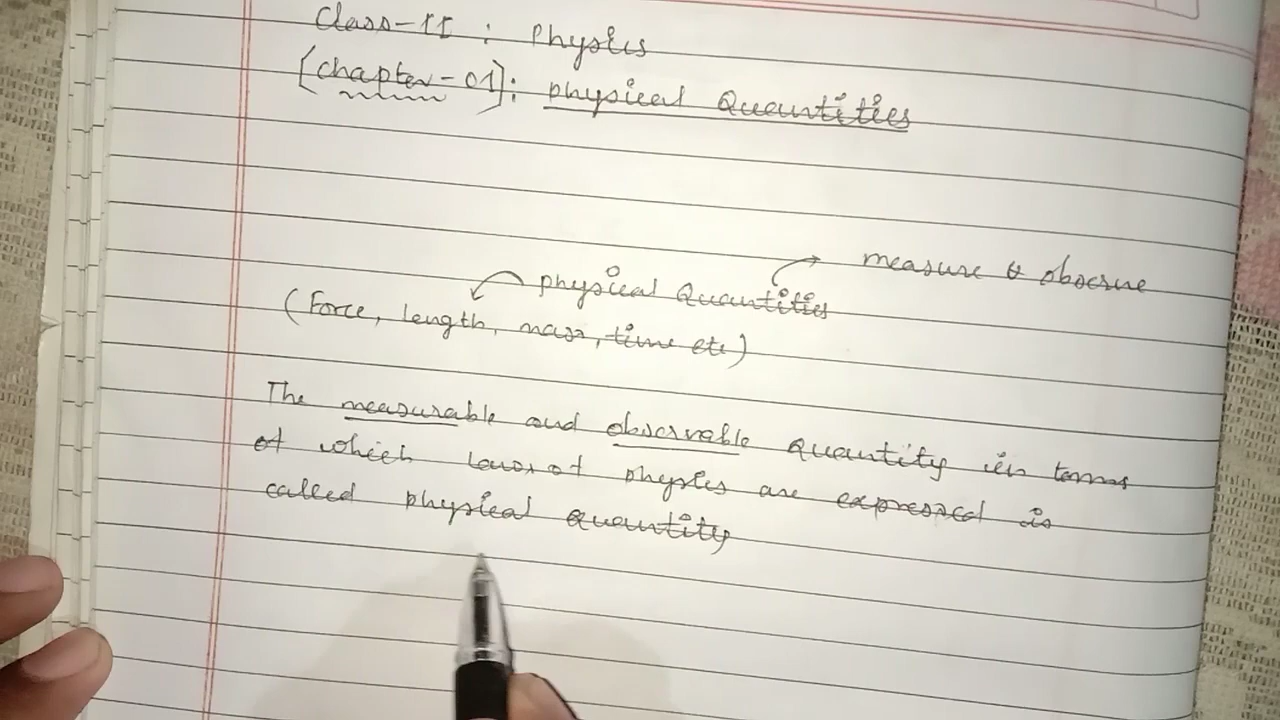 Class-11 : Physics
(Chapter-01): physical Quantities
physical Quantities → measure & observe
(Force, length, mass, time etc)
The measurable and observable quantity in terms
of which laws of physics are expressed is
called physical quantity